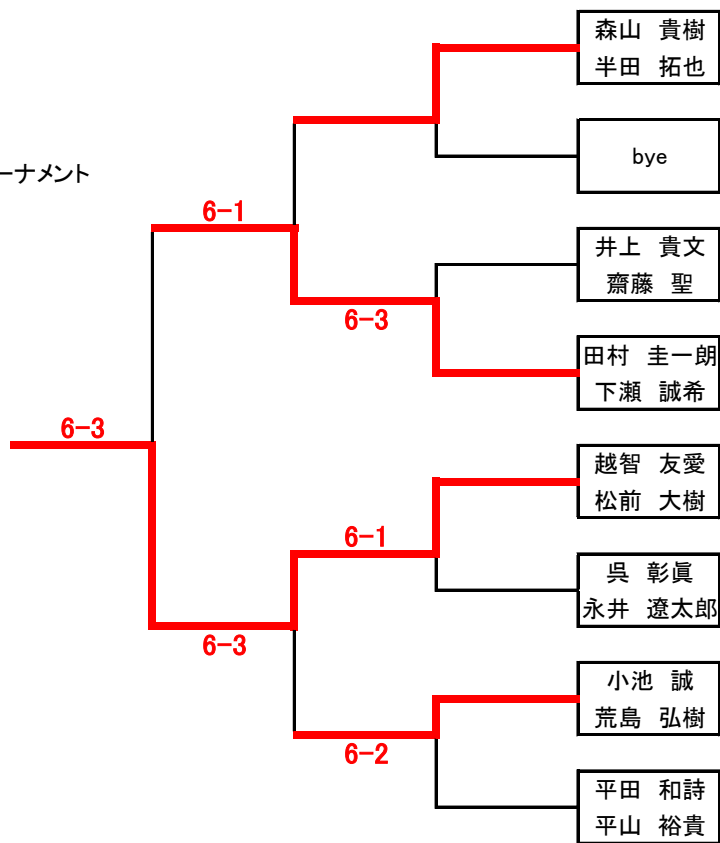 森山 貴樹
半田 拓也
bye
ーナメント
6-1
井上 貴文
齋藤 聖
6-3
田村 圭一朗
下瀬 誠希
6-3
越智 友愛
松前 大樹
6-1
呉 彰眞
永井 遼太郎
6-3
小池 誠
荒島 弘樹
6-2
平田 和詩
平山 裕貴